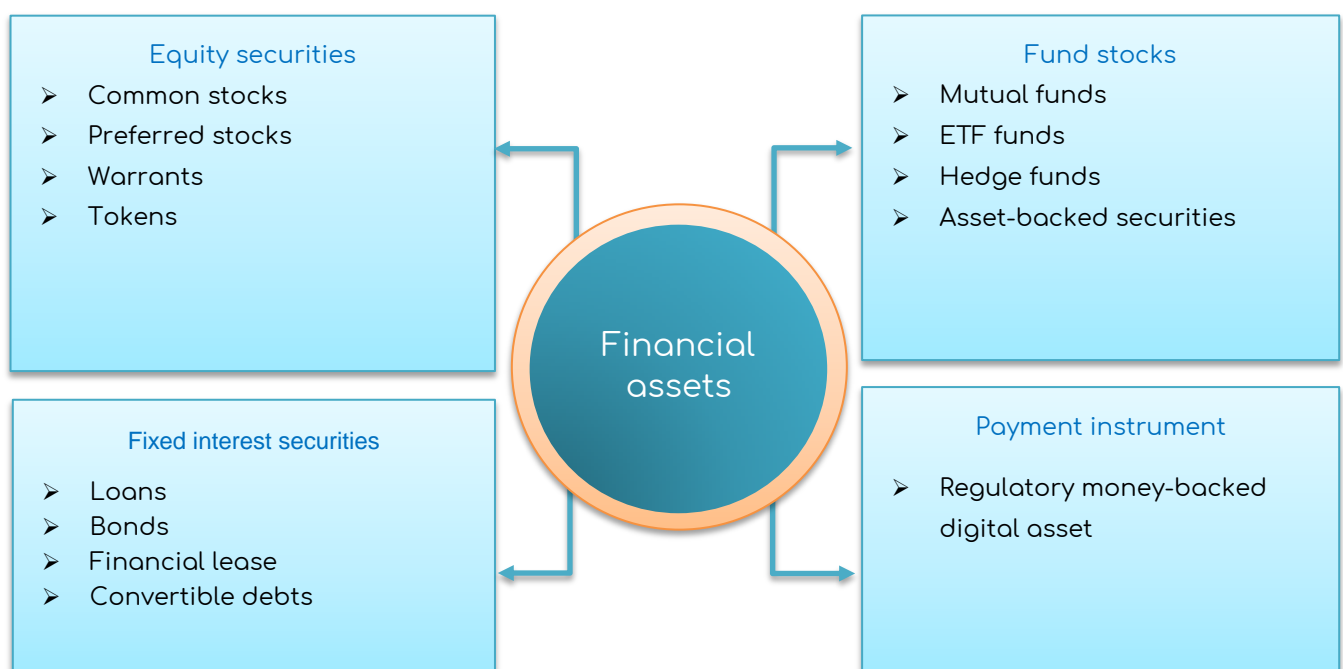 Equity securities
➢ Common stocks
➢ Preferred stocks
➢ Warrants
➢ Tokens
Fund stocks
➢ Mutual funds
➢ ETF funds
➢ Hedge funds
➢ Asset-backed securities
Financial
assets
Fixed interest securities
➢ Loans
➢ Bonds
➢ Financial lease
➢ Convertible debts
Payment instrument
➢ Regulatory money-backed
digital asset